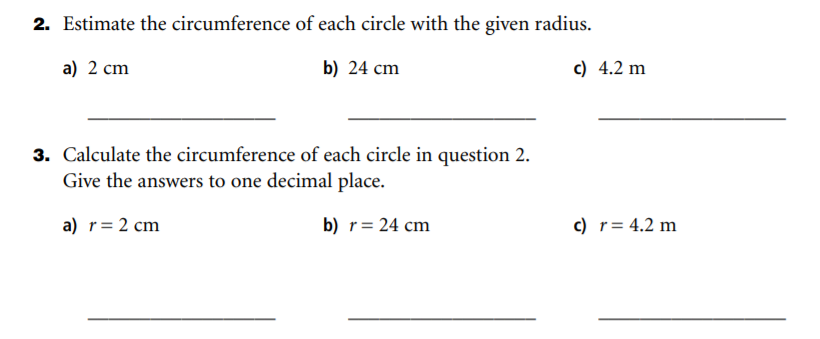 2. Estimate the circumference of each circle with the given radius.
a) 2 cm b) 24 cm c) 4.2 m
3. Calculate the circumference of each circle in question 2.
Give the answers to one decimal place.
a) r = 2 cm b) r = 24 cm c) r = 4.2 m